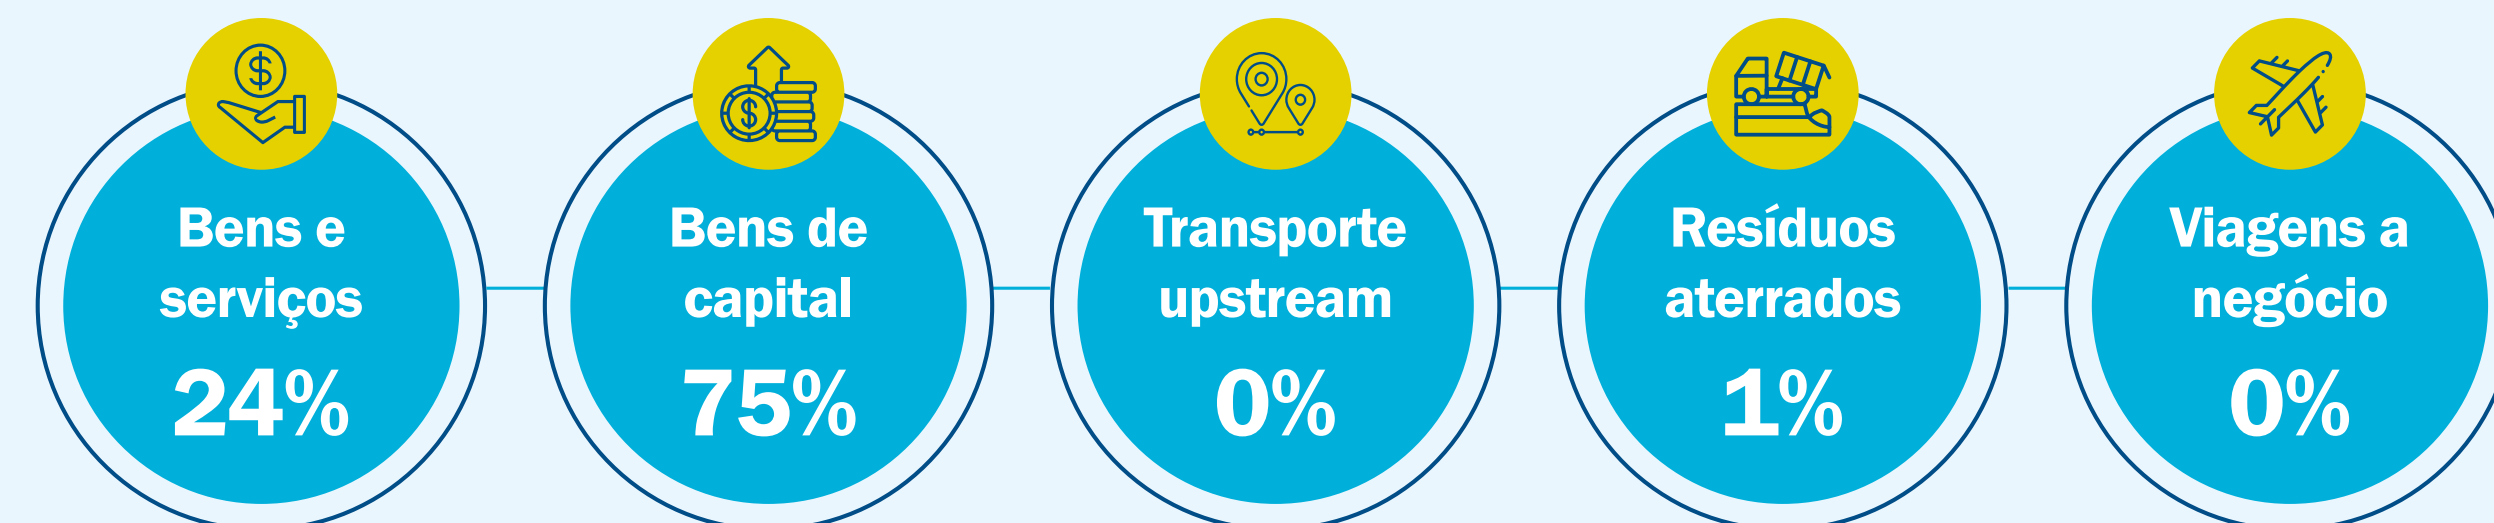 Bens e
serviços
24%
Bens de
capital
75%
Transporte
upstream
0%
Resíduos
aterrados
1%
Viagens a
negócio
0%